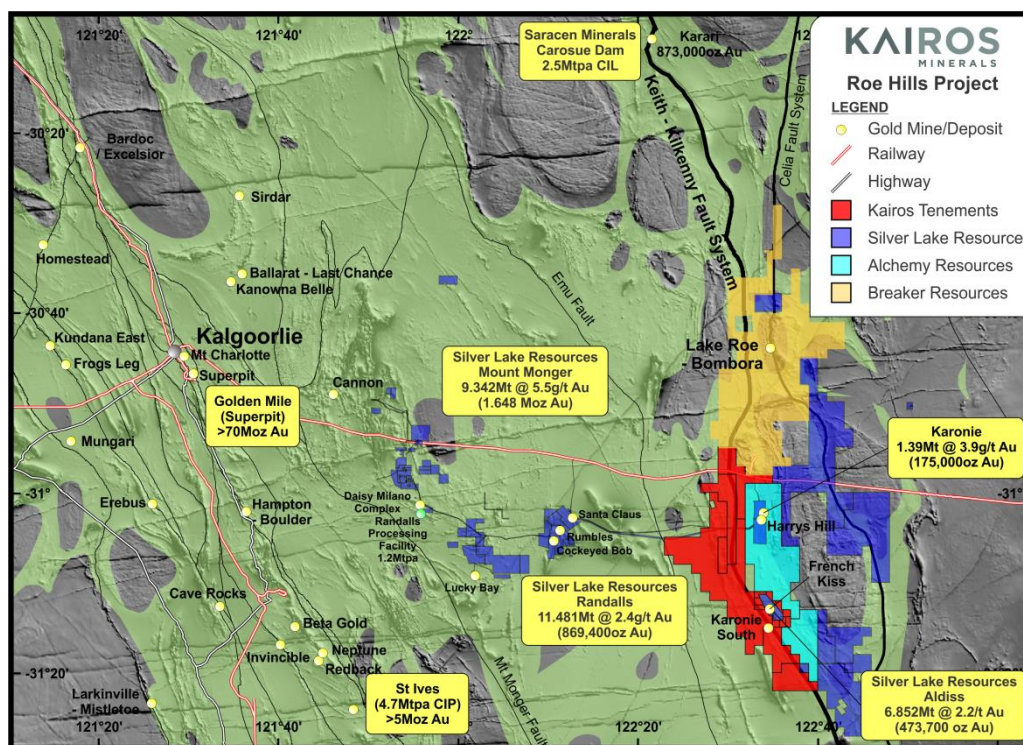 121°20'
121°40'
122°
122°20'
12
-30°20'
-30°40'
-31°
-31°20'
-31°
121°20'
121°40'
122°
122°20'
122°40'
KAIROS
MINERALS
Roe Hills Project
LEGEND
Gold Mine/Deposit
Railway
Highway
Kairos Tenements
Silver Lake Resource
Alchemy Resources
Breaker Resources
Saracen Minerals
Carosue Dam
2.5Mtpa CIL
Karari
873,000oz Au
Keith - Kilkenny Fault System
Celia Fault System
Bardoc
/ Excelsior
Sirdar
Homestead
Ballarat - Last Chance
Kanowna Belle
Emu Fault
Kundana East
Frogs Leg
Kalgoorlie
Mt Charlotte
Superpit
Golden Mile
(Superpit)
>70Moz Au
Cannon
Silver Lake Resources
Mount Monger
9.342Mt @ 5.5g/t Au
(1.648 Moz Au)
Lake Roe
- Bombora
Karonie
1.39Mt @ 3.9g/t Au
(175,000oz Au)
Mungari
Erebus
Hampton
- Boulder
Daisy Milano
Complex
Randalls
Processing
Facility
1.2Mtpa
Santa Claus
Rumbles
Cockeyed Bob
Harrys Hill
French
Kiss
Lucky Bay
Silver Lake Resources
Randalls
11.481Mt @ 2.4g/t Au
(869,400oz Au)
Karonie
South
Cave Rocks
Beta Gold
Invincible
Neptune
Redback
Mt Monger Fault
Larkinville
- Mistletoe
St Ives
(4.7Mtpa CIP)
>5Moz Au
Silver Lake Resources
Aldiss
6.852Mt @ 2.2/t Au
(473,700 oz Au)